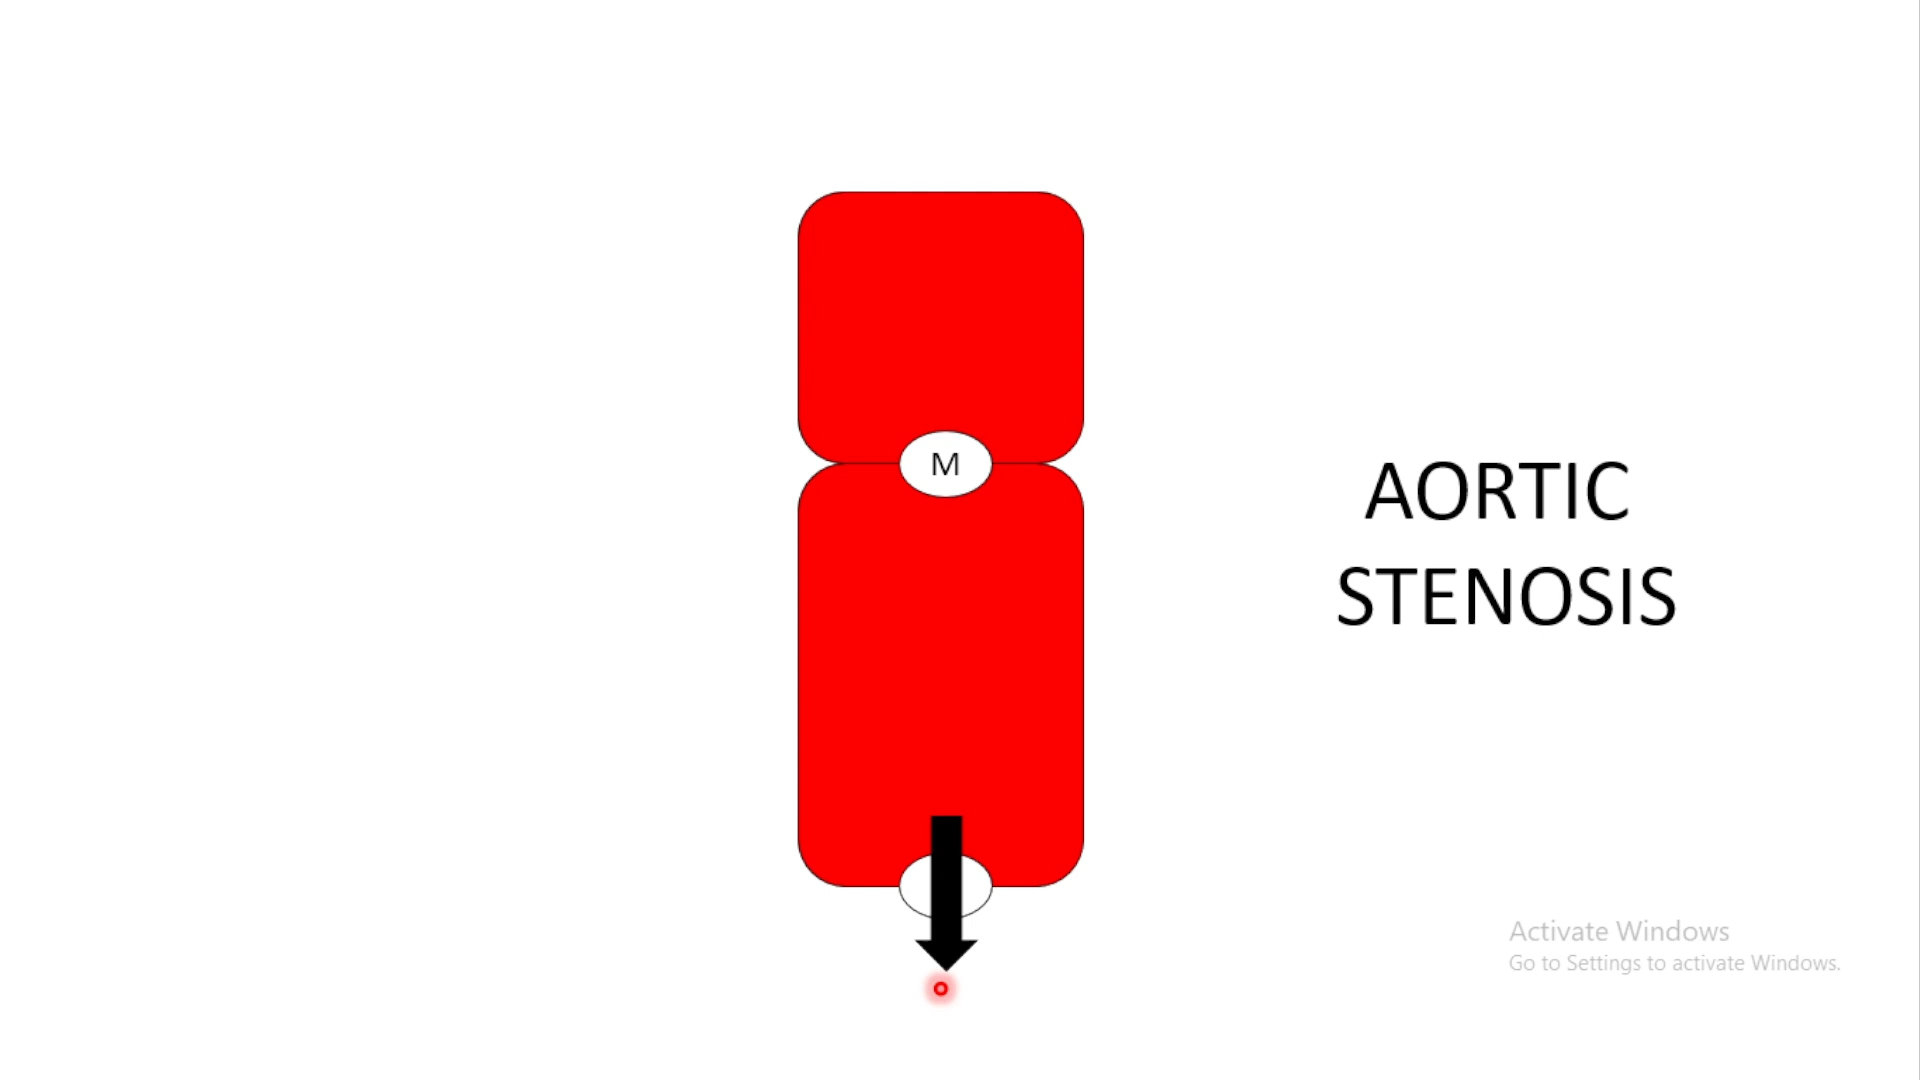 M
AORTIC
STENOSIS
Activate Windows
Go to Settings to activate Windows.